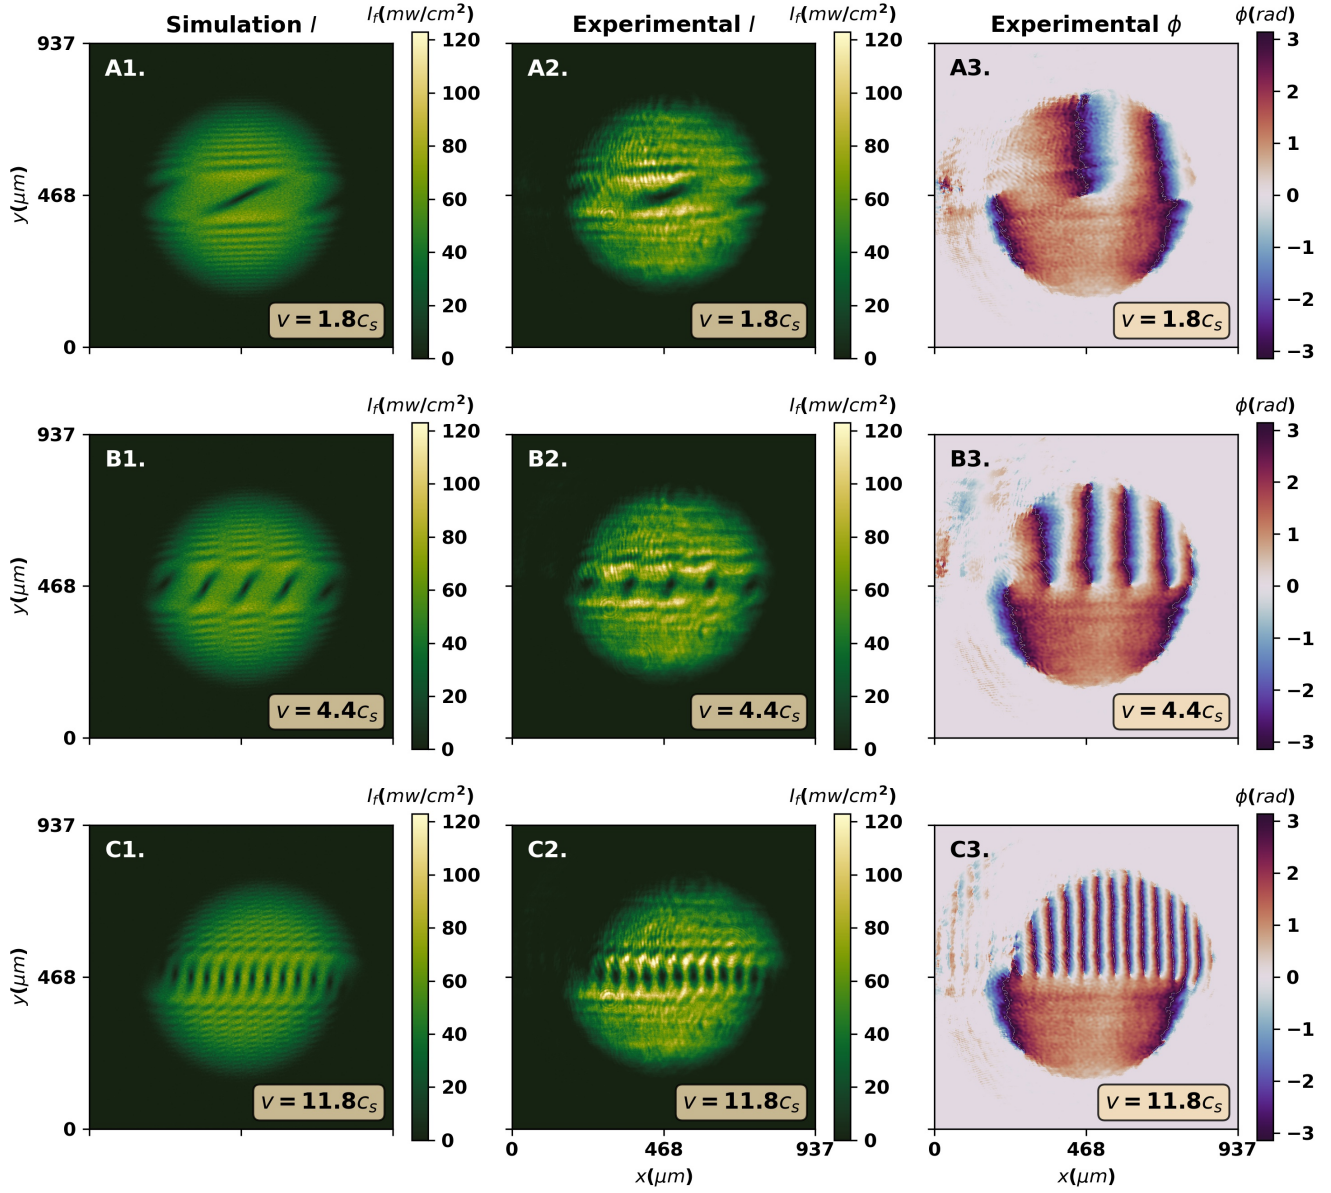 Simulation I
I_f(mw/cm²)
Experimental I
I_f(mw/cm²)
Experimental ϕ
ϕ(rad)
937
468
0
y(μm)
A1.
v = 1.8c_s
120
100
80
60
40
20
0
A2.
v = 1.8c_s
120
100
80
60
40
20
0
A3.
v = 1.8c_s
3
2
1
0
−1
−2
−3
I_f(mw/cm²)
I_f(mw/cm²)
ϕ(rad)
937
468
0
y(μm)
B1.
v = 4.4c_s
120
100
80
60
40
20
0
B2.
v = 4.4c_s
120
100
80
60
40
20
0
B3.
v = 4.4c_s
3
2
1
0
−1
−2
−3
I_f(mw/cm²)
I_f(mw/cm²)
ϕ(rad)
937
468
0
y(μm)
C1.
v = 11.8c_s
120
100
80
60
40
20
0
C2.
v = 11.8c_s
120
100
80
60
40
20
0
C3.
v = 11.8c_s
3
2
1
0
−1
−2
−3
0 468 937
x(μm)
0 468 937
x(μm)